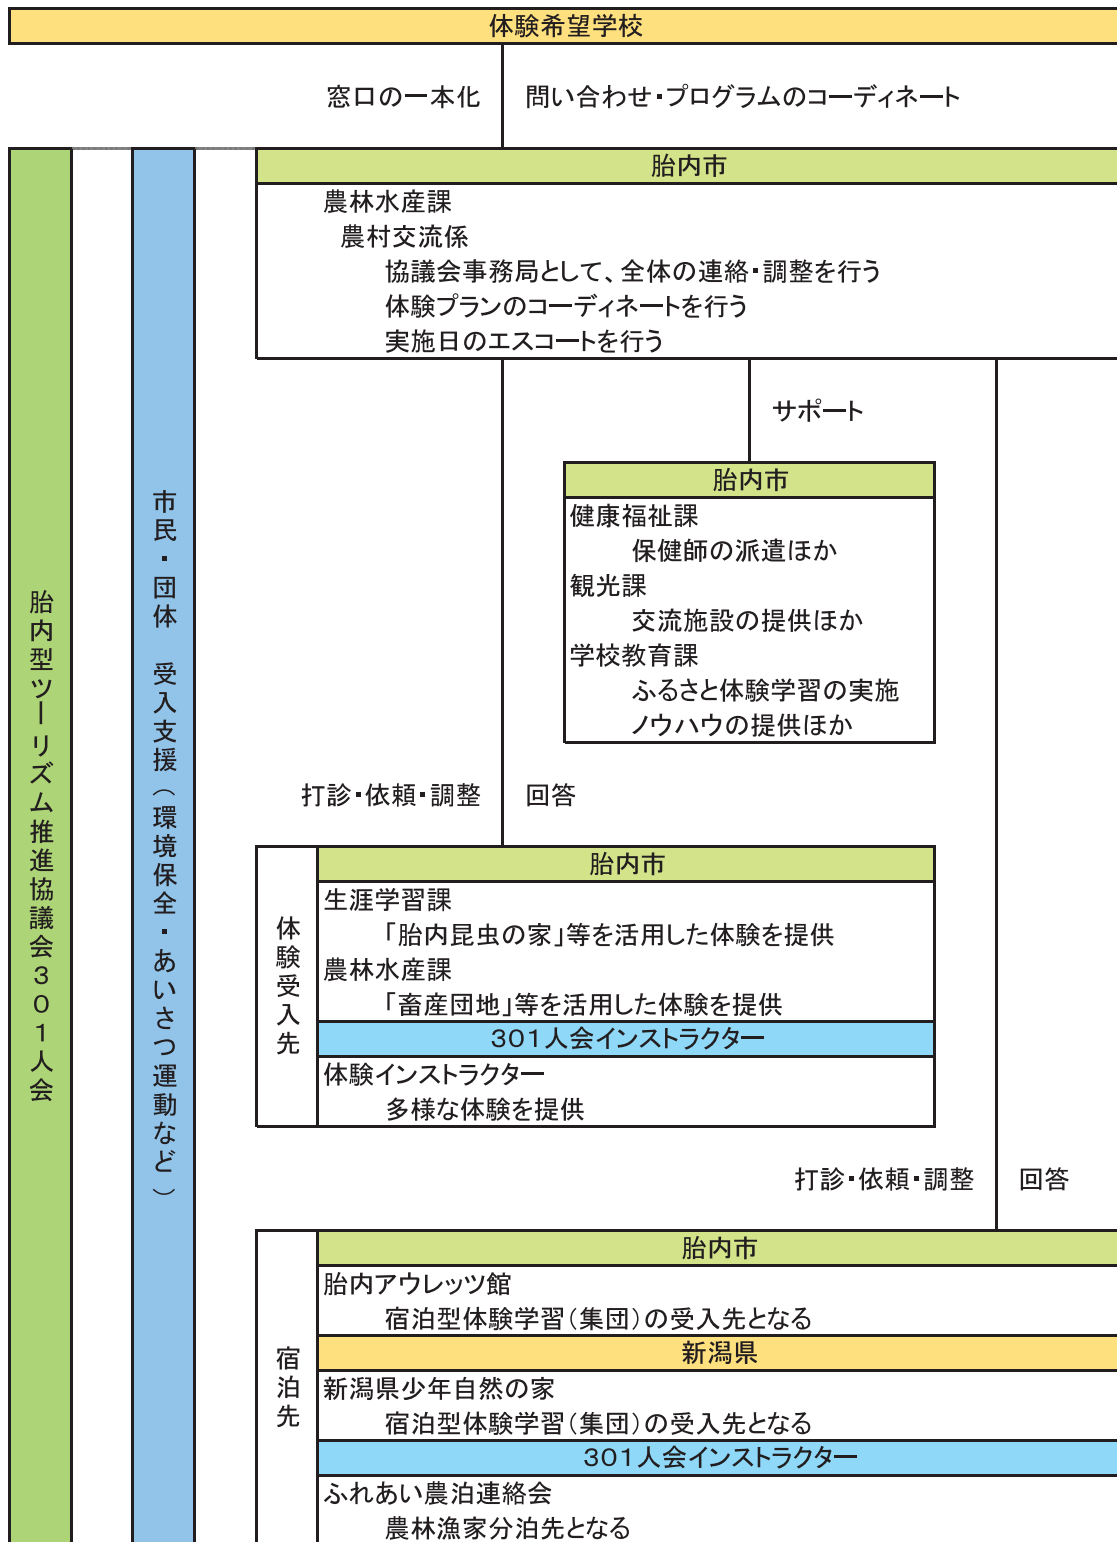 体験希望学校
窓口の一本化
問い合わせ・プログラムのコーディネート
胎内型ツーリズム推進協議会301人会
市民・団体　受入支援（環境保全・あいさつ運動など）
胎内市
農林水産課
農村交流係
協議会事務局として、全体の連絡・調整を行う
体験プランのコーディネートを行う
実施日のエスコートを行う
サポート
胎内市
健康福祉課
保健師の派遣ほか
観光課
交流施設の提供ほか
学校教育課
ふるさと体験学習の実施
ノウハウの提供ほか
打診・依頼・調整
回答
体験受入先
胎内市
生涯学習課
「胎内昆虫の家」等を活用した体験を提供
農林水産課
「畜産団地」等を活用した体験を提供
301人会インストラクター
体験インストラクター
多様な体験を提供
打診・依頼・調整
回答
宿泊先
胎内市
胎内アウレッツ館
宿泊型体験学習（集団）の受入先となる
新潟県
新潟県少年自然の家
宿泊型体験学習（集団）の受入先となる
301人会インストラクター
ふれあい農泊連絡会
農林漁家分泊先となる